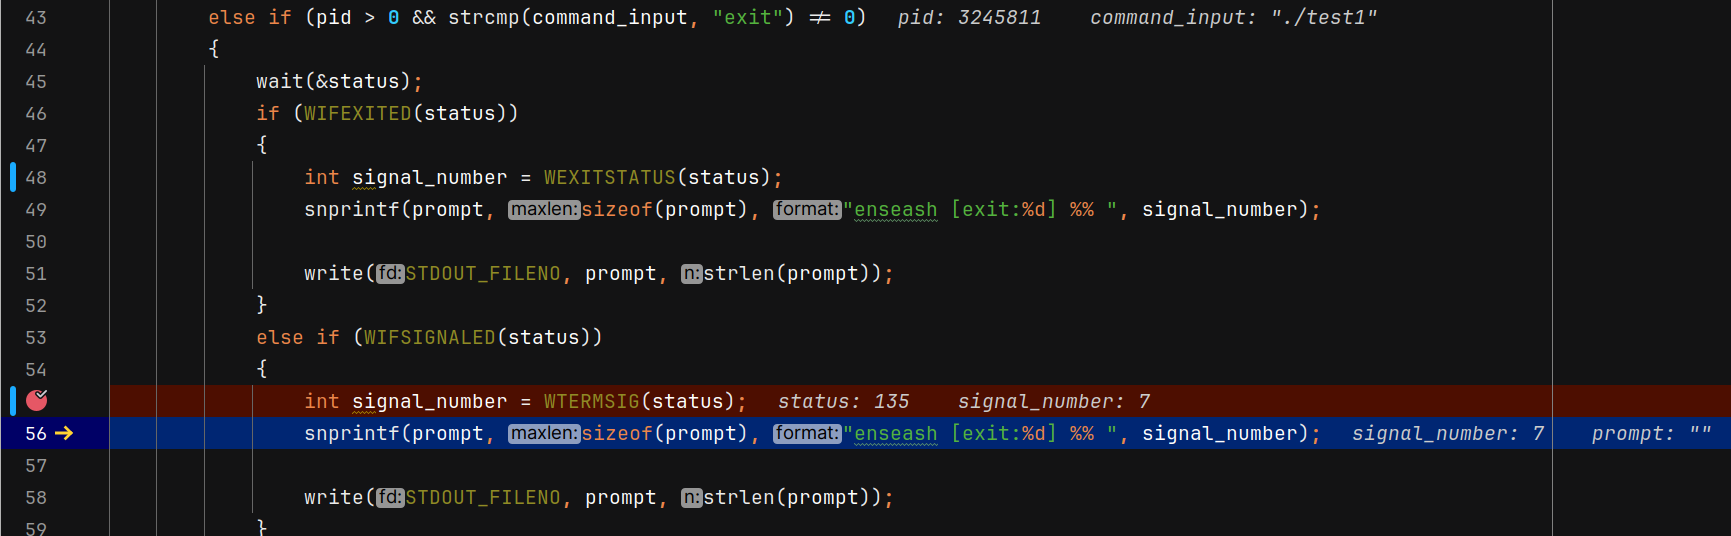 43 else if (pid > 0 && strcmp(command_input, "exit") ≠ 0) pid: 3245811 command_input: "./test1"
44 {
45 wait(&status);
46 if (WIFEXITED(status))
47 {
48 int signal_number = WEXITSTATUS(status);
49 snprintf(prompt, maxlen: sizeof(prompt), format: "enseash [exit:%d] %% ", signal_number);
50
51 write(fd: STDOUT_FILENO, prompt, n: strlen(prompt));
52 }
53 else if (WIFSIGNALED(status))
54 {
int signal_number = WTERMSIG(status); status: 135 signal_number: 7
56 snprintf(prompt, maxlen: sizeof(prompt), format: "enseash [exit:%d] %% ", signal_number); signal_number: 7 prompt: ""
57
58 write(fd: STDOUT_FILENO, prompt, n: strlen(prompt));
59 }